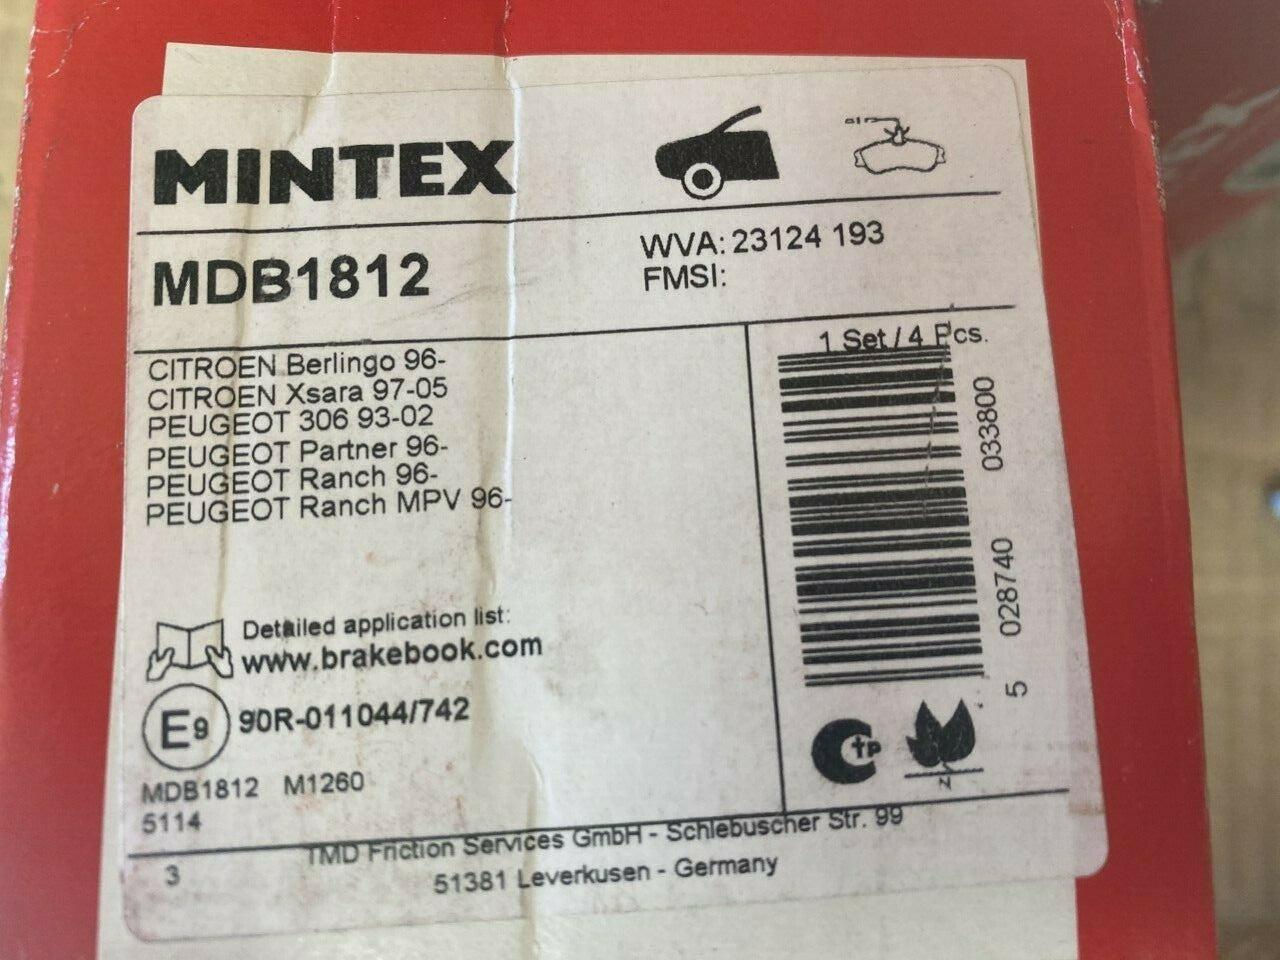 MINTEX
MDB1812
WVA: 23124 193
FMSI:
CITROEN Berlingo 96-
CITROEN Xsara 97-05
PEUGEOT 306 93-02
PEUGEOT Partner 96-
PEUGEOT Ranch 96-
PEUGEOT Ranch MPV 96-
1 Set / 4 Pcs.
5 028740 033800
Detailed application list:
www.brakebook.com
E9 90R-011044/742
MDB1812 M1260
5114
Ctp
N
3
TMD Friction Services GmbH - Schlebuscher Str. 99
51381 Leverkusen - Germany